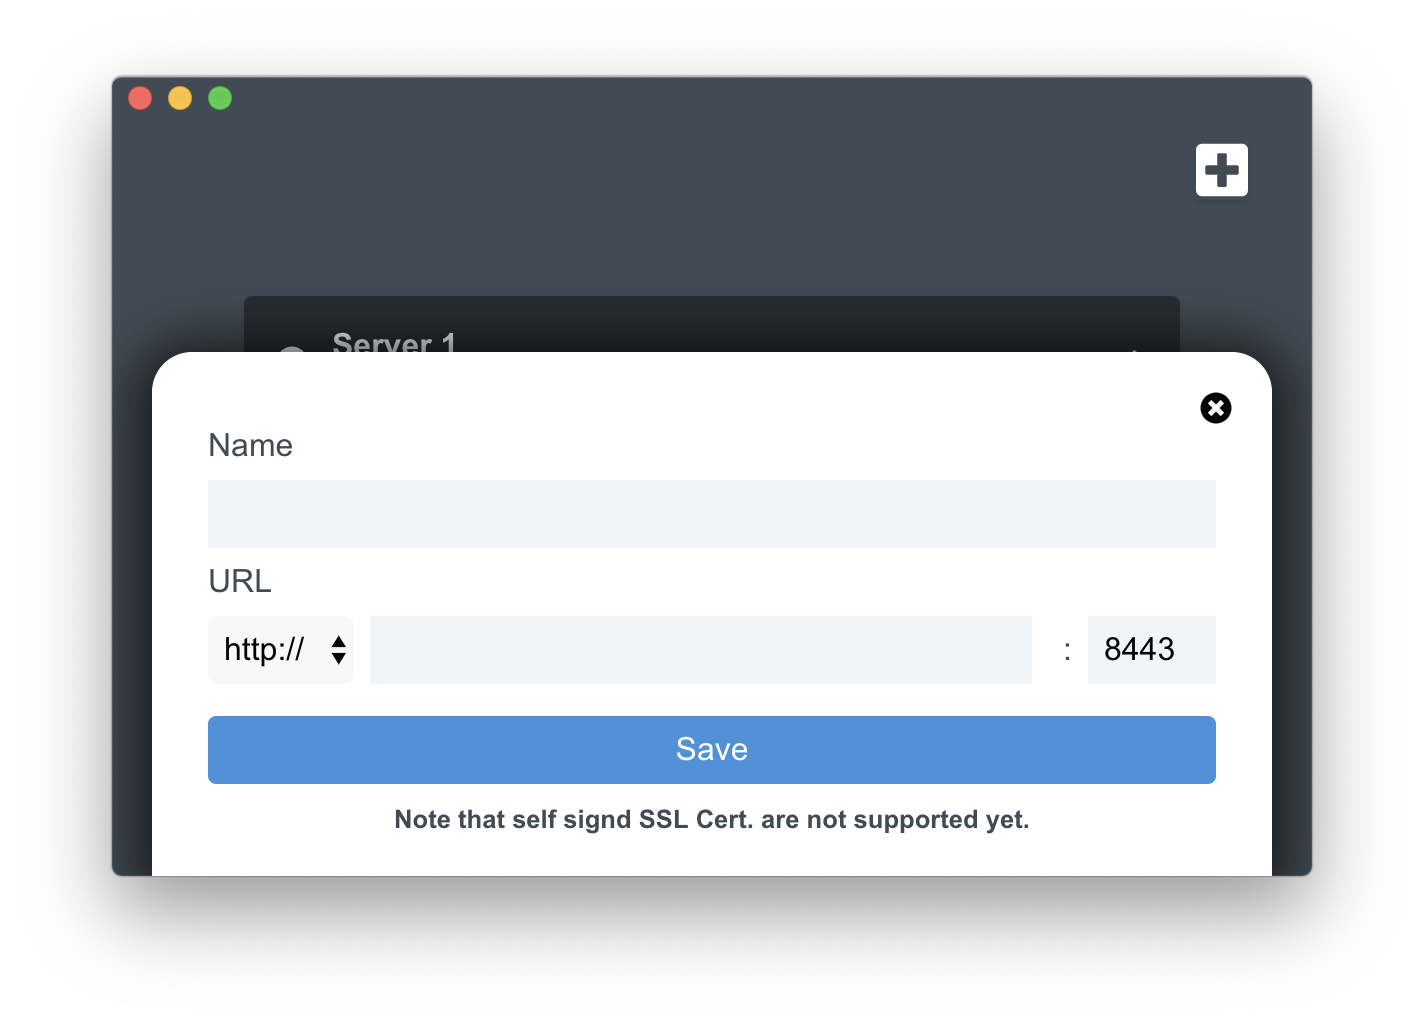 Server 1
Name
URL
http:// : 8443
Save
Note that self signd SSL Cert. are not supported yet.